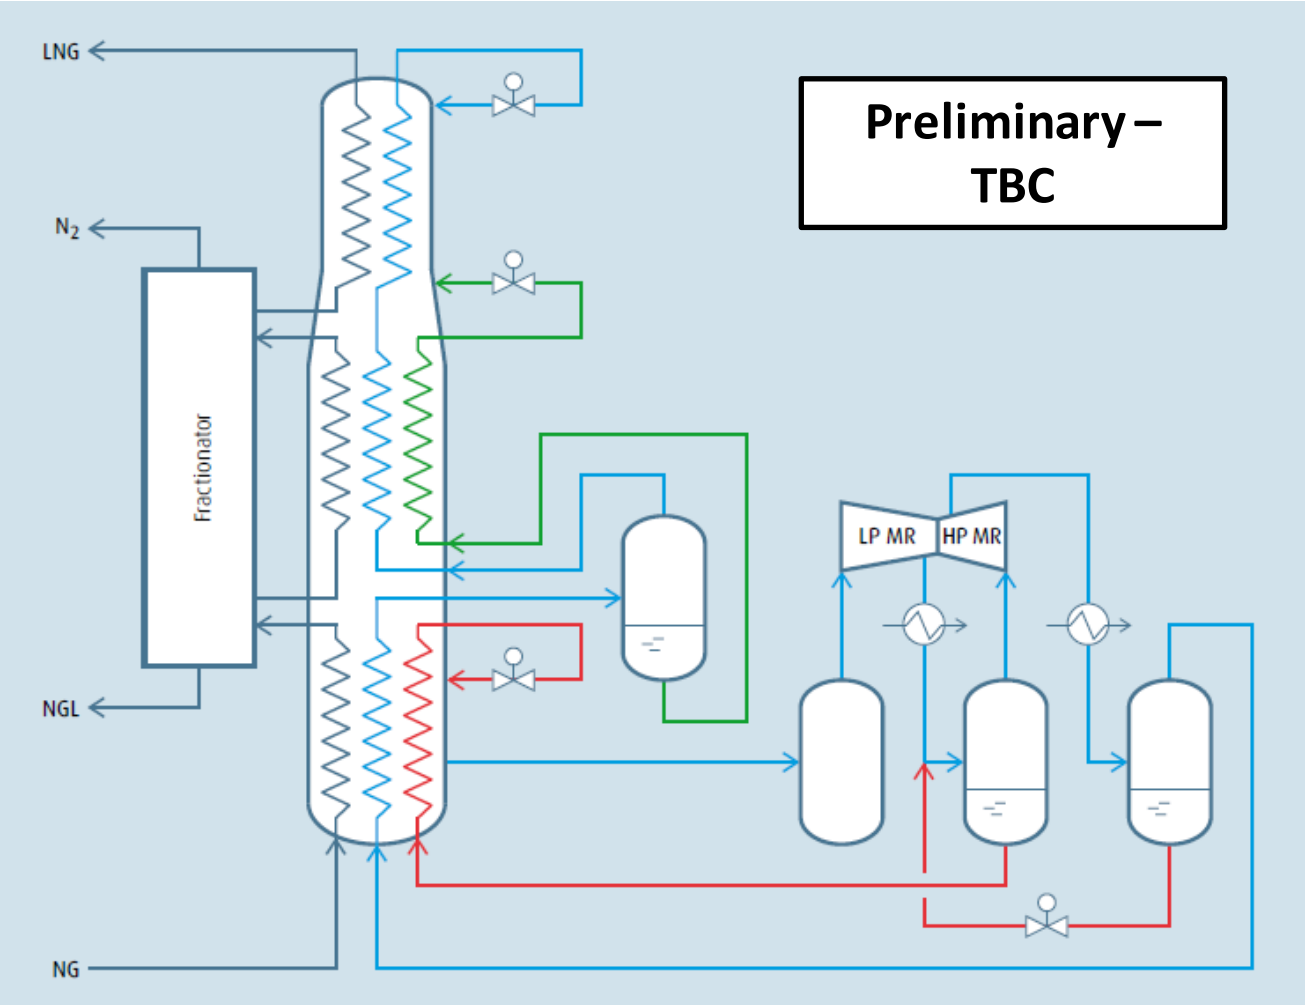 LNG
Preliminary –
TBC
N₂
Fractionator
LP MR
HP MR
NGL
NG